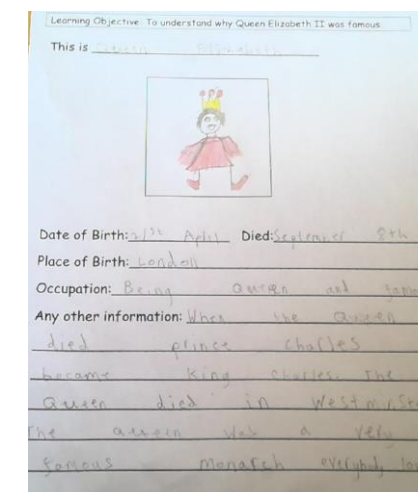 Learning Objective: To understand why Queen Elizabeth II was famous.
This is Queen Elizabeth
Date of Birth: 21st April Died: September 8th
Place of Birth: London
Occupation: Being queen and
Any other information: When the Queen
died prince charles
became King charles. The
Queen died in
The queen was a very
famous monarch everybody